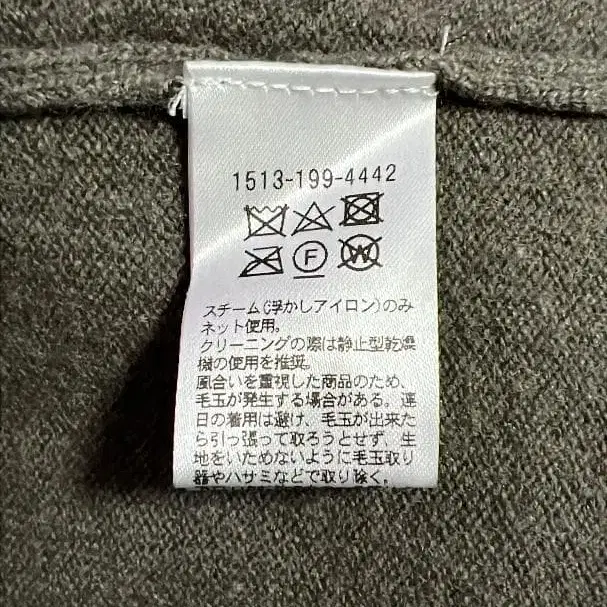 1513-199-4442
F
W
スチーム(浮かしアイロン)のみ
ネット使用。
クリーニングの際は静止型乾燥
機の使用を推奨。
風合いを重視した商品のため、
毛玉が発生する場合がある。連
日の着用は避け、毛玉が出来た
ら引っ張って取ろうとせず、生
地をいためないように毛玉取り
器やハサミなどで取り除く。